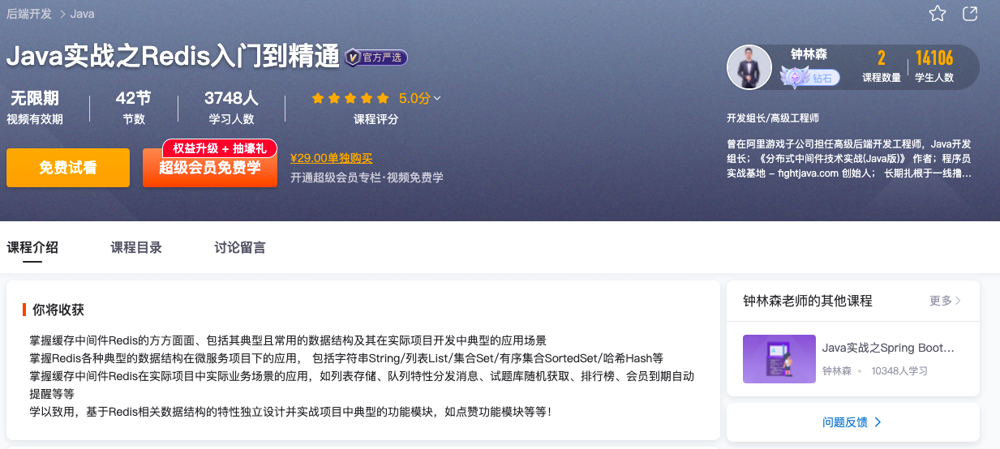 后端开发 > Java
Java实战之Redis入门到精通 V 官方严选
无限期 42节 3748人 5.0分
视频有效期 节数 学习人数 课程评分
权益升级 + 抽壕礼
免费试看 超级会员免费学 ¥29.00单独购买
开通超级会员专栏·视频免费学
钟林森 2 14106
钻石 课程数量 学生人数
开发组长/高级工程师
曾在阿里游戏子公司担任高级后端开发工程师，Java开发
组长；《分布式中间件技术实战(Java版)》 作者；程序员
实战基地 – fightjava.com 创始人； 长期扎根于一线撸...
课程介绍 课程目录 讨论留言
你将收获
掌握缓存中间件Redis的方方面面、包括其典型且常用的数据结构及其在实际项目开发中典型的应用场景
掌握Redis各种典型的数据结构在微服务项目下的应用， 包括字符串String/列表List/集合Set/有序集合SortedSet/哈希Hash等
掌握缓存中间件Redis在实际项目中实际业务场景的应用，如列表存储、队列特性分发消息、试题库随机获取、排行榜、会员到期自动
提醒等等
学以致用，基于Redis相关数据结构的特性独立设计并实战项目中典型的功能模块，如点赞功能模块等等！
钟林森老师的其他课程 更多 >
Java实战之Spring Boot...
钟林森 • 10348人学习
问题反馈 >